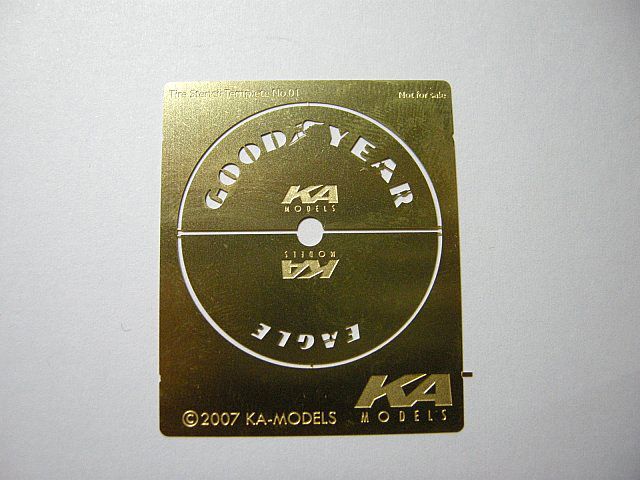 Tire Stencil Template No.01
Not for sale
GOODYEAR
KA
MODELS
KA
MODELS
EAGLE
KA
MODELS
©2007 KA-MODELS